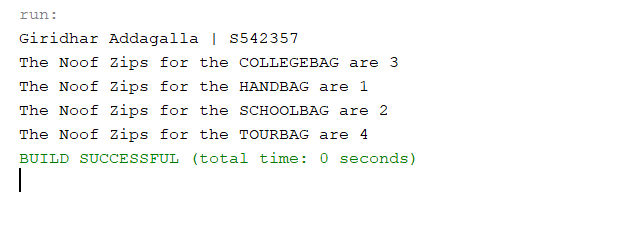 run:
Giridhar Addagalla | S542357
The Noof Zips for the COLLEGEBAG are 3
The Noof Zips for the HANDBAG are 1
The Noof Zips for the SCHOOLBAG are 2
The Noof Zips for the TOURBAG are 4
BUILD SUCCESSFUL (total time: 0 seconds)